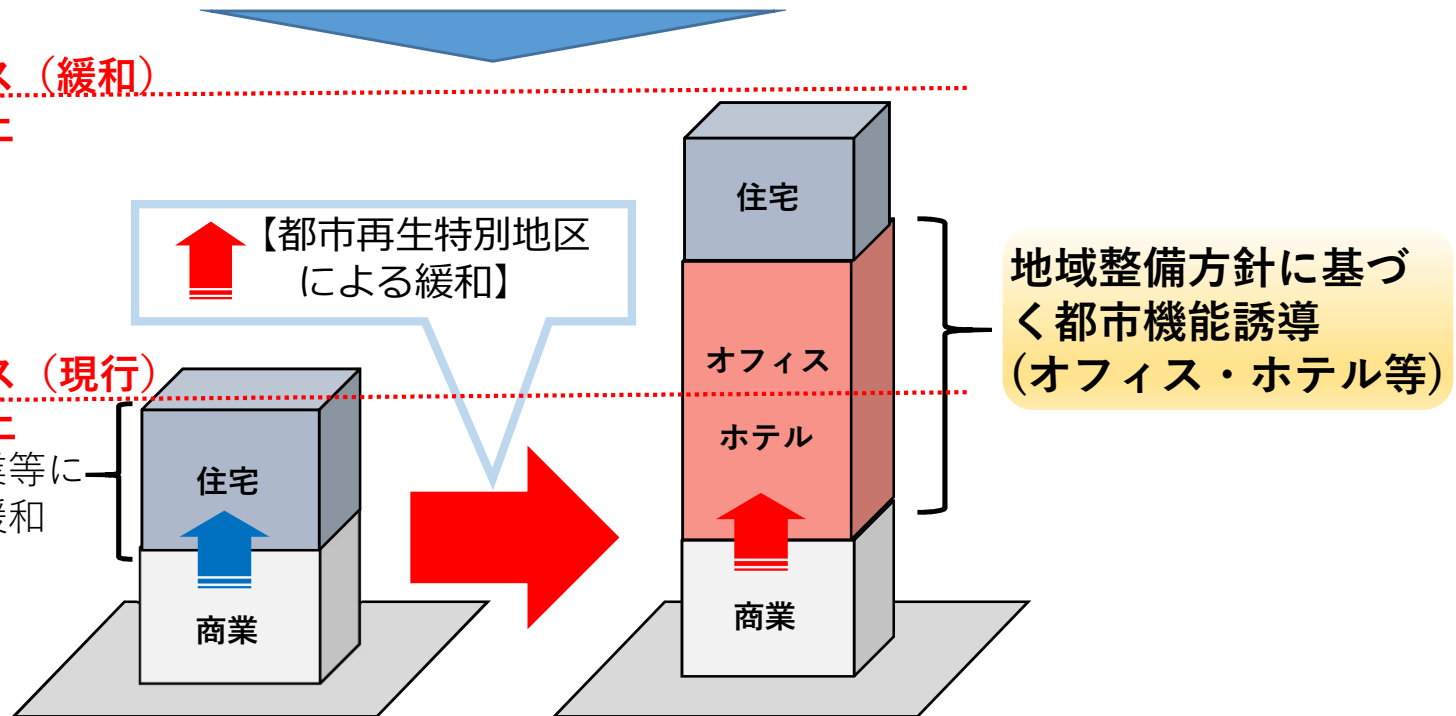 ス（緩和）
住宅
【都市再生特別地区
による緩和】
地域整備方針に基づ
く都市機能誘導
(オフィス・ホテル等)
オフィス
ス（現行）
ホテル
業等に
緩和
住宅
商業
商業